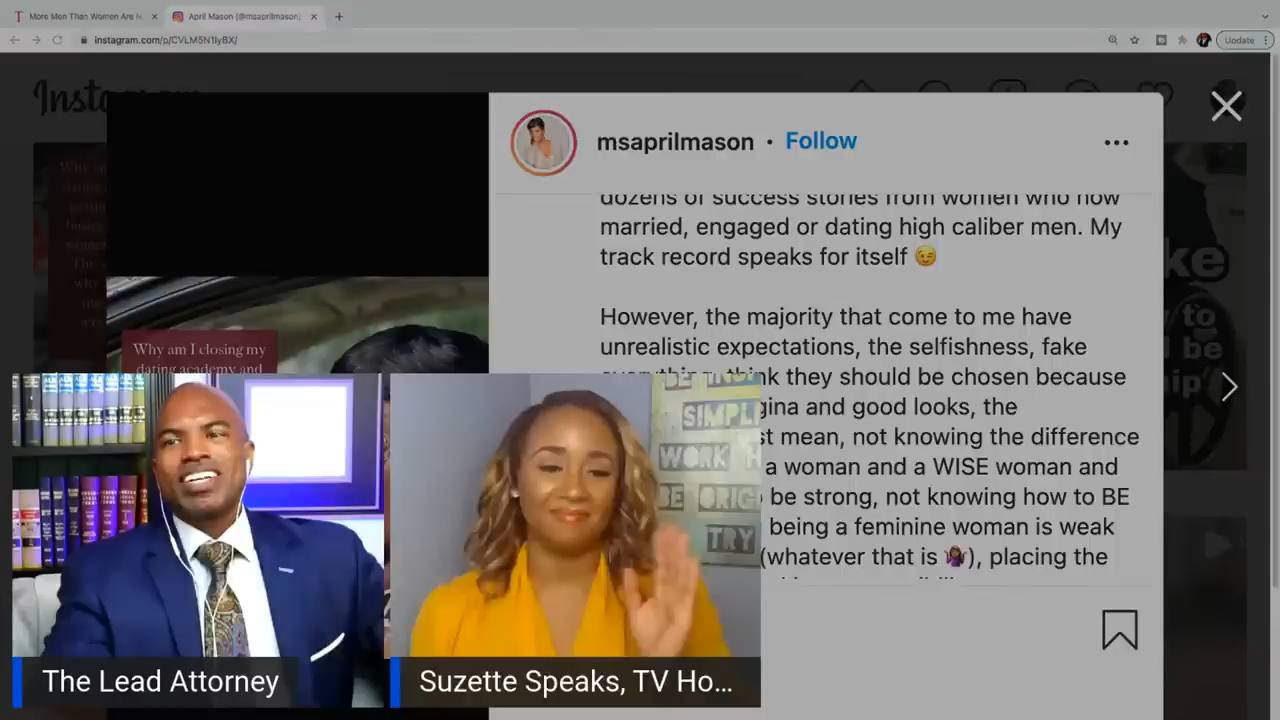 More Men Than Women Are N
April Mason (@msaprilmason)
instagram.com/p/CVLM5N1lyBX/
Update
msaprilmason • Follow
dozens of success stories from women who now
married, engaged or dating high caliber men. My
track record speaks for itself 😉
However, the majority that come to me have
unrealistic expectations, the selfishness, fake
think they should be chosen because
gina and good looks, the
st mean, not knowing the difference
a woman and a WISE woman and
be strong, not knowing how to BE
being a feminine woman is weak
(whatever that is 🤷🏾‍♀️), placing the
Why am I closing my
dating academy and
SIMPL
WORK H
BE ORIG
TRY
The Lead Attorney
Suzette Speaks, TV Ho...